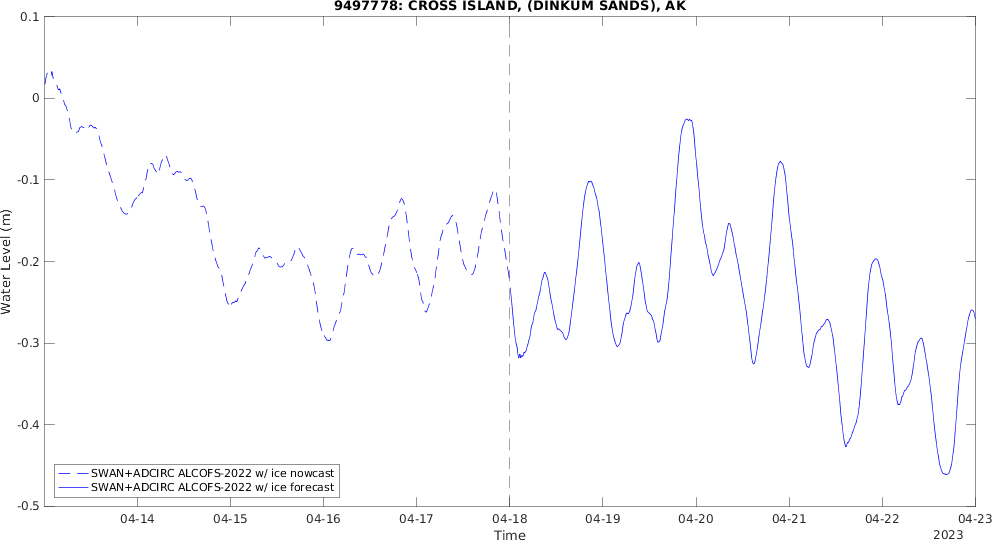 9497778: CROSS ISLAND, (DINKUM SANDS), AK
0.1
0
-0.1
-0.2
-0.3
-0.4
-0.5
Water Level (m)
SWAN+ADCIRC ALCOFS-2022 w/ ice nowcast
SWAN+ADCIRC ALCOFS-2022 w/ ice forecast
04-14 04-15 04-16 04-17 04-18 04-19 04-20 04-21 04-22 04-23
Time
2023